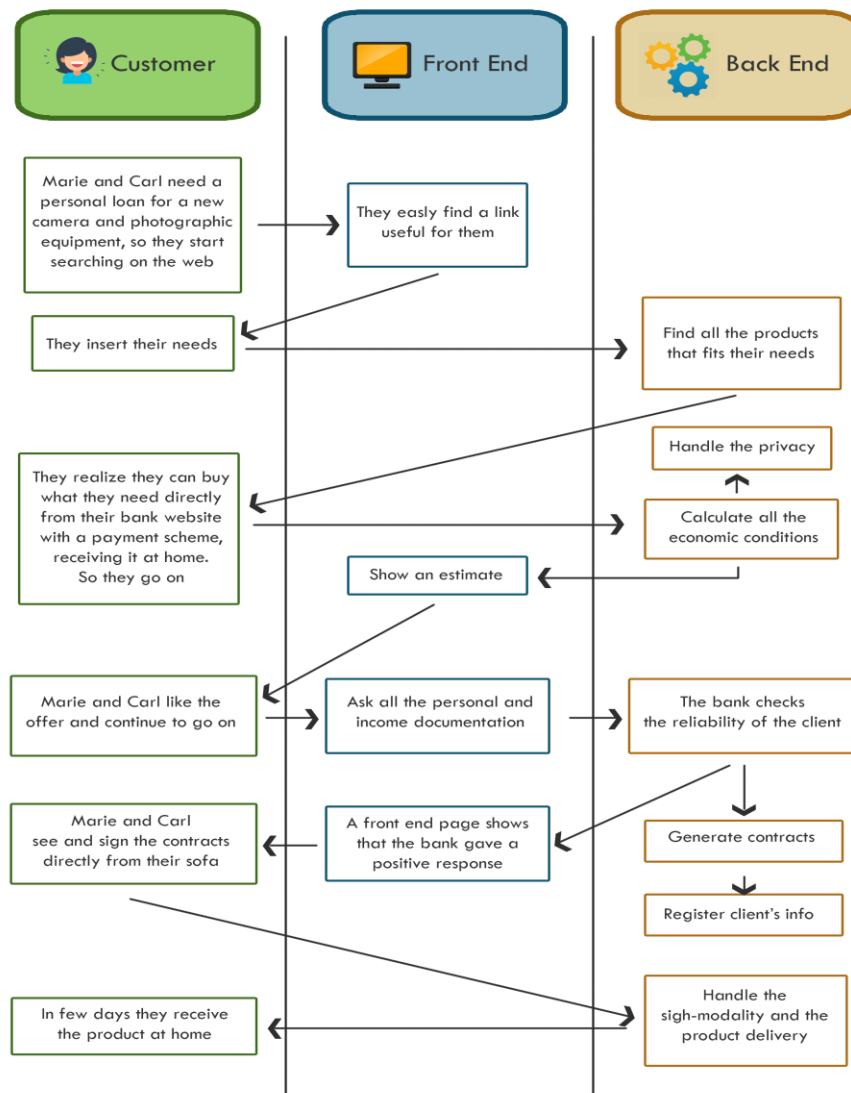 Customer
Front End
Back End
Marie and Carl need a
personal loan for a new
camera and photographic
equipment, so they start
searching on the web
They easly find a link
useful for them
They insert their needs
Find all the products
that fits their needs
Handle the privacy
They realize they can buy
what they need directly
from their bank website
with a payment scheme,
receiving it at home.
So they go on
Calculate all the
economic conditions
Show an estimate
Marie and Carl like the
offer and continue to go on
Ask all the personal and
income documentation
The bank checks
the reliability of the client
Marie and Carl
see and sign the contracts
directly from their sofa
A front end page shows
that the bank gave a
positive response
Generate contracts
Register client's info
In few days they receive
the product at home
Handle the
sigh-modality and the
product delivery